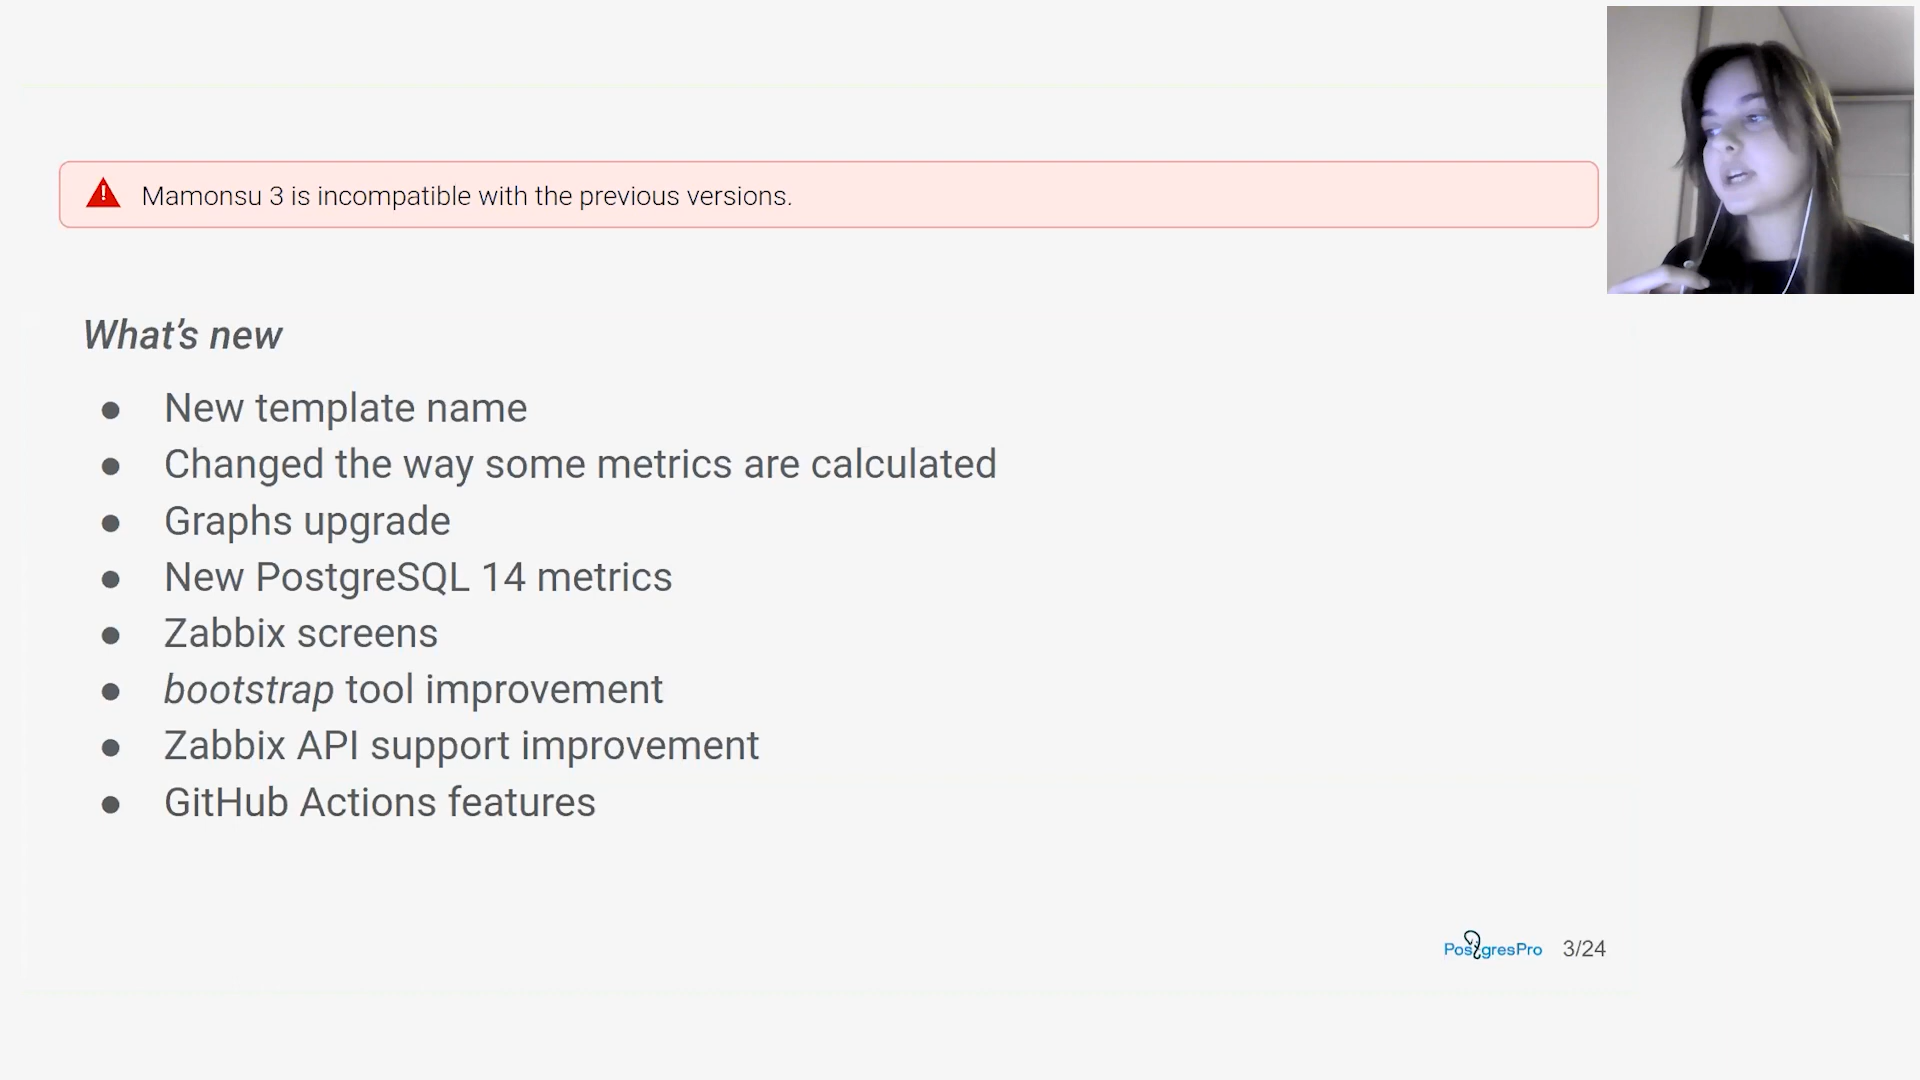 Mamonsu 3 is incompatible with the previous versions.
What's new
● New template name
● Changed the way some metrics are calculated
● Graphs upgrade
● New PostgreSQL 14 metrics
● Zabbix screens
● bootstrap tool improvement
● Zabbix API support improvement
● GitHub Actions features
PostgresPro 3/24